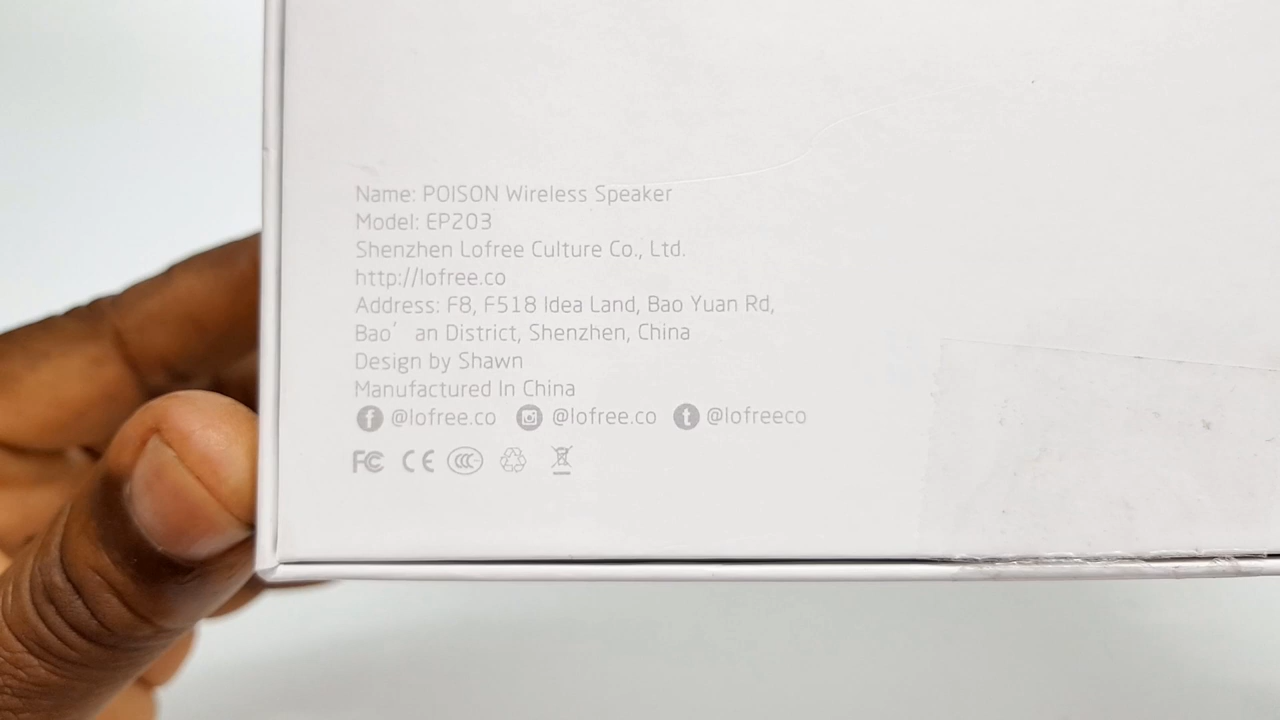 Name: POISON Wireless Speaker
Model: EP203
Shenzhen Lofree Culture Co., Ltd.
http://lofree.co
Address: F8, F518 Idea Land, Bao Yuan Rd,
Bao’ an District, Shenzhen, China
Design by Shawn
Manufactured In China
@lofree.co @lofree.co @lofreeco
FC CE CCC